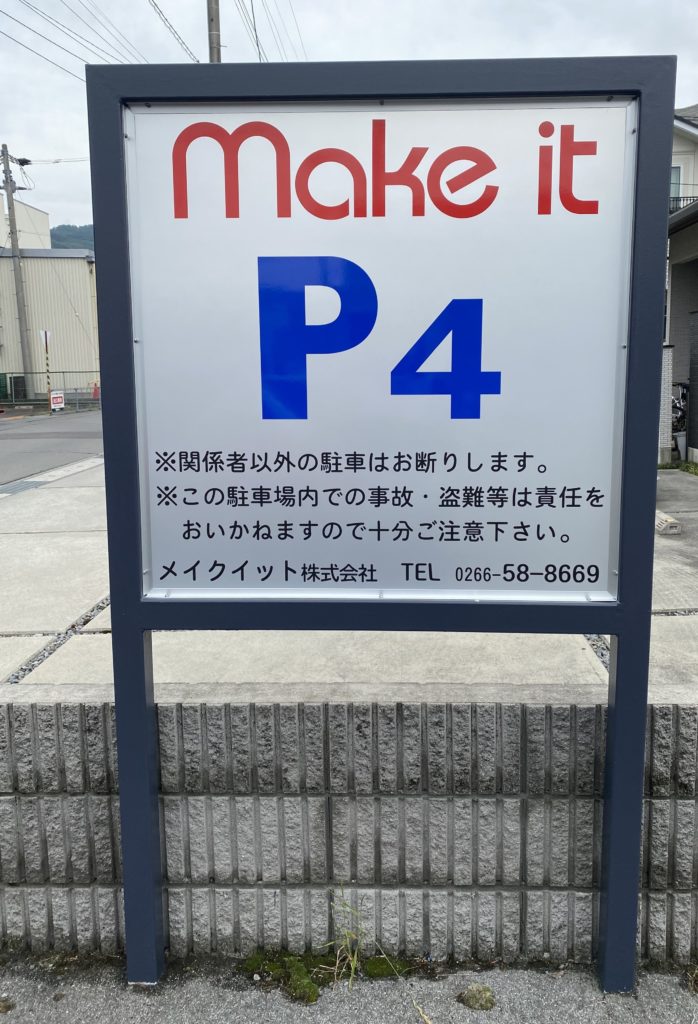 make it
P4
※関係者以外の駐車はお断りします。
※この駐車場内での事故・盗難等は責任を
おいかねますので十分ご注意下さい。
メイクイット株式会社 TEL 0266-58-8669